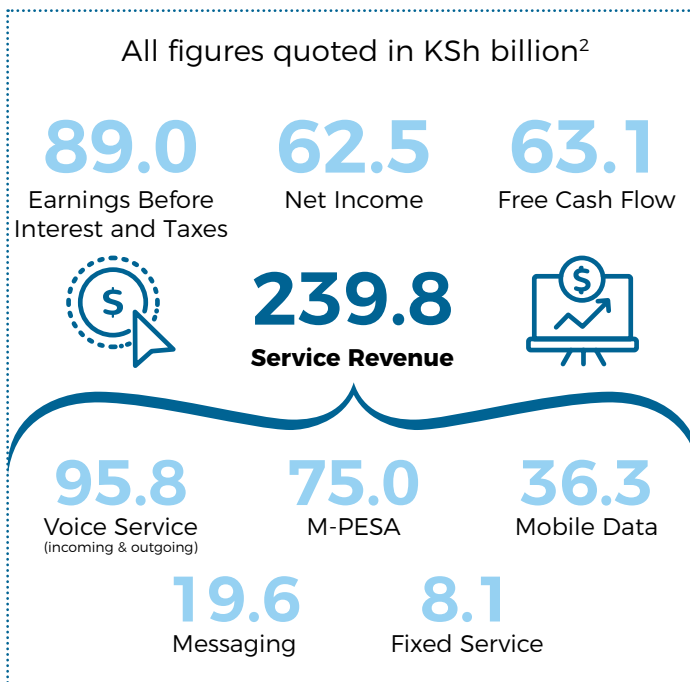 All figures quoted in KSh billion²
89.0
Earnings Before
Interest and Taxes
62.5
Net Income
63.1
Free Cash Flow
$
239.8
Service Revenue
$
95.8
Voice Service
(incoming & outgoing)
75.0
M-PESA
36.3
Mobile Data
19.6
Messaging
8.1
Fixed Service